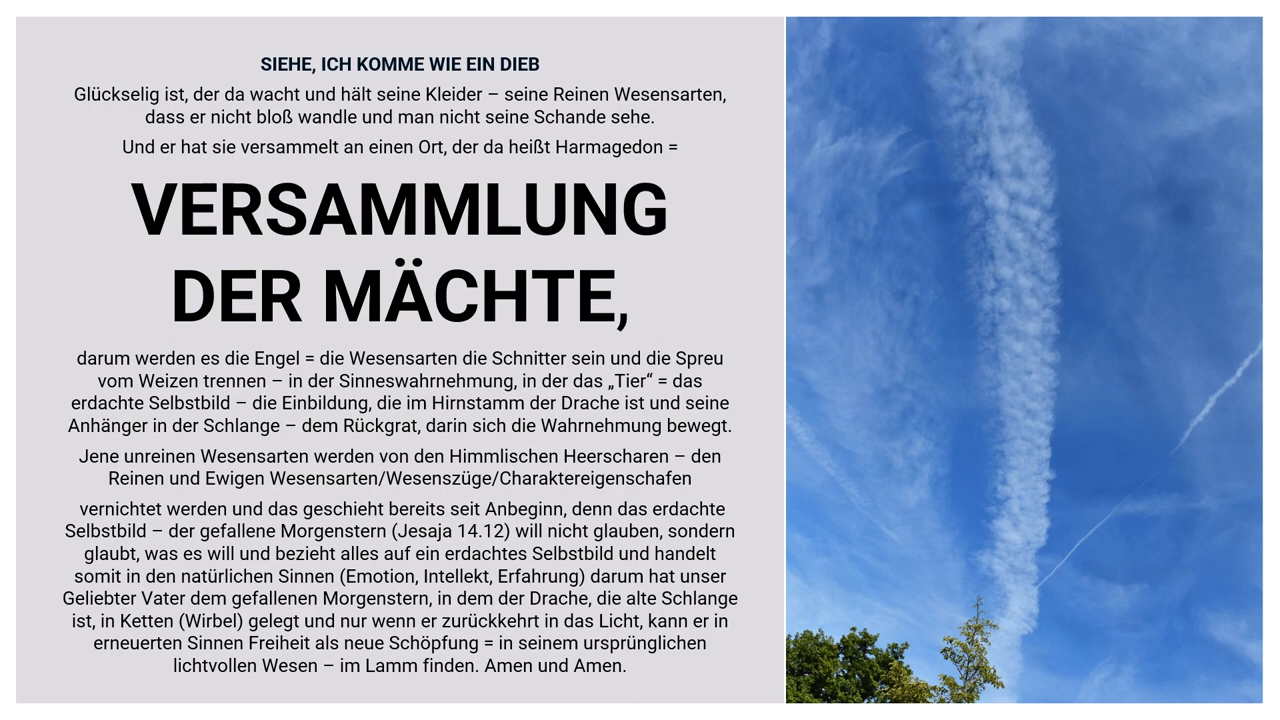 SIEHE, ICH KOMME WIE EIN DIEB
Glückselig ist, der da wacht und hält seine Kleider – seine Reinen Wesensarten,
dass er nicht bloß wandle und man nicht seine Schande sehe.
Und er hat sie versammelt an einen Ort, der da heißt Harmagedon =
VERSAMMLUNG
DER MÄCHTE,
darum werden es die Engel = die Wesensarten die Schnitter sein und die Spreu
vom Weizen trennen – in der Sinneswahrnehmung, in der das „Tier“ = das
erdachte Selbstbild – die Einbildung, die im Hirnstamm der Drache ist und seine
Anhänger in der Schlange – dem Rückgrat, darin sich die Wahrnehmung bewegt.
Jene unreinen Wesensarten werden von den Himmlischen Heerscharen – den
Reinen und Ewigen Wesensarten/Wesenszüge/Charaktereigenschafen
vernichtet werden und das geschieht bereits seit Anbeginn, denn das erdachte
Selbstbild – der gefallene Morgenstern (Jesaja 14.12) will nicht glauben, sondern
glaubt, was es will und bezieht alles auf ein erdachtes Selbstbild und handelt
somit in den natürlichen Sinnen (Emotion, Intellekt, Erfahrung) darum hat unser
Geliebter Vater dem gefallenen Morgenstern, in dem der Drache, die alte Schlange
ist, in Ketten (Wirbel) gelegt und nur wenn er zurückkehrt in das Licht, kann er in
erneuerten Sinnen Freiheit als neue Schöpfung = in seinem ursprünglichen
lichtvollen Wesen – im Lamm finden. Amen und Amen.